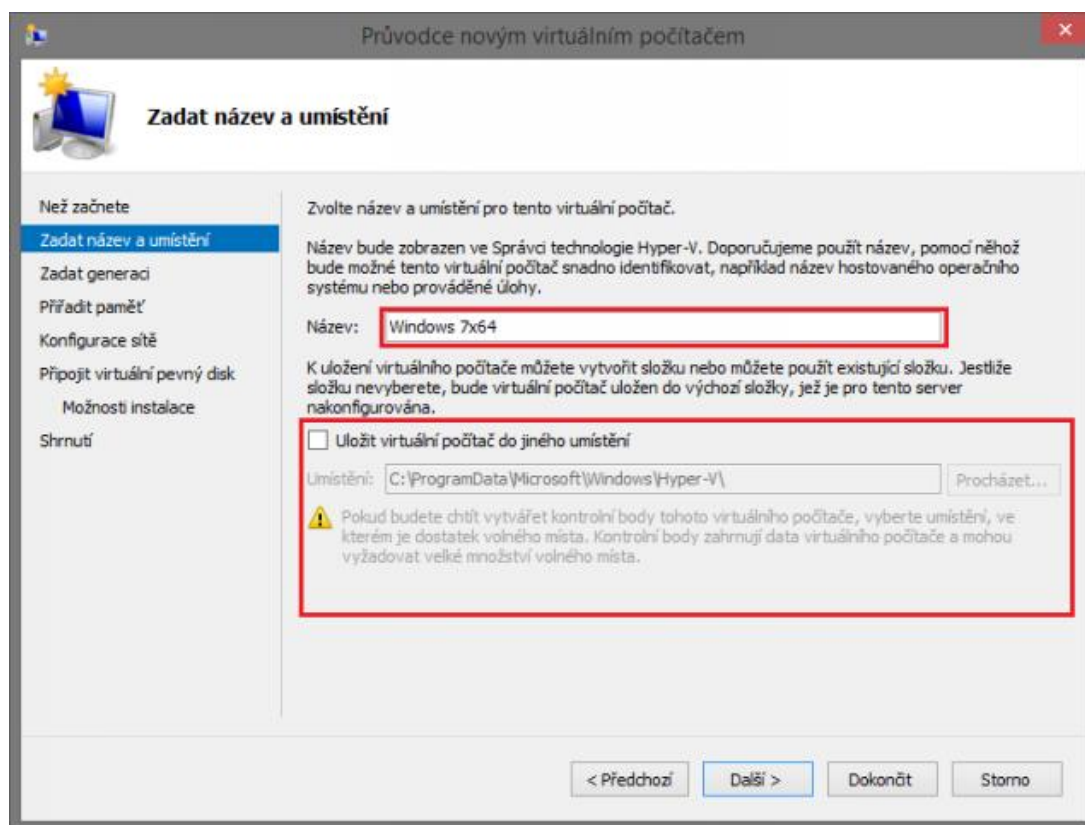 Průvodce novým virtuálním počítačem
Zadat název a umístění
Než začnete
Zadat název a umístění
Zadat generaci
Přiřadit paměť
Konfigurace sítě
Připojit virtuální pevný disk
Možnosti instalace
Shrnutí
Zvolte název a umístění pro tento virtuální počítač.
Název bude zobrazen ve Správci technologie Hyper-V. Doporučujeme použít název, pomocí něhož
bude možné tento virtuální počítač snadno identifikovat, například název hostovaného operačního
systému nebo prováděné úlohy.
Název: Windows 7x64
K uložení virtuálního počítače můžete vytvořit složku nebo můžete použít existující složku. Jestliže
složku nevyberete, bude virtuální počítač uložen do výchozí složky, jež je pro tento server
nakonfigurována.
Uložit virtuální počítač do jiného umístění
Umístění: C:\ProgramData\Microsoft\Windows\Hyper-V\ Procházet...
Pokud budete chtít vytvářet kontrolní body tohoto virtuálního počítače, vyberte umístění, ve
kterém je dostatek volného místa. Kontrolní body zahrnují data virtuálního počítače a mohou
vyžadovat velké množství volného místa.
< Předchozí Další > Dokončit Storno